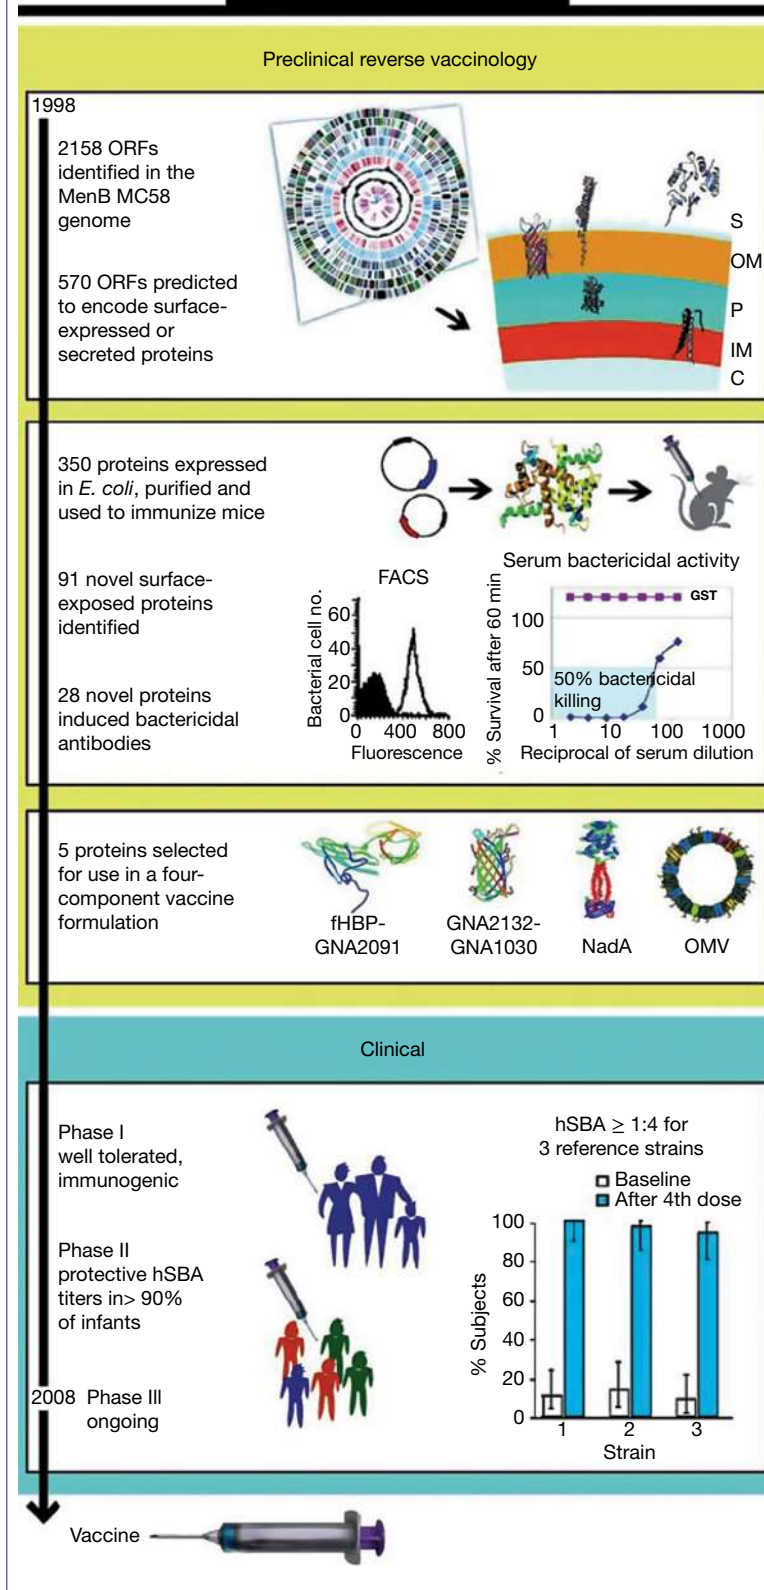 Preclinical reverse vaccinology
1998
2158 ORFs
identified in the
MenB MC58
genome
570 ORFs predicted
to encode surface-
expressed or
secreted proteins
S
OM
P
IM
C
350 proteins expressed
in E. coli, purified and
used to immunize mice
91 novel surface-
exposed proteins
identified
28 novel proteins
induced bactericidal
antibodies
FACS
Bacterial cell no.
60
40
20
0
0 400 800
Fluorescence
Serum bactericidal activity
% Survival after 60 min
GST
100
50
0
50% bactericidal
killing
1 10 100 1000
Reciprocal of serum dilution
5 proteins selected
for use in a four-
component vaccine
formulation
fHBP-
GNA2091
GNA2132-
GNA1030
NadA
OMV
Clinical
Phase I
well tolerated,
immunogenic
Phase II
protective hSBA
titers in> 90%
of infants
2008 Phase III
ongoing
hSBA ≥ 1:4 for
3 reference strains
Baseline
After 4th dose
% Subjects
100
80
60
40
20
0
1 2 3
Strain
Vaccine